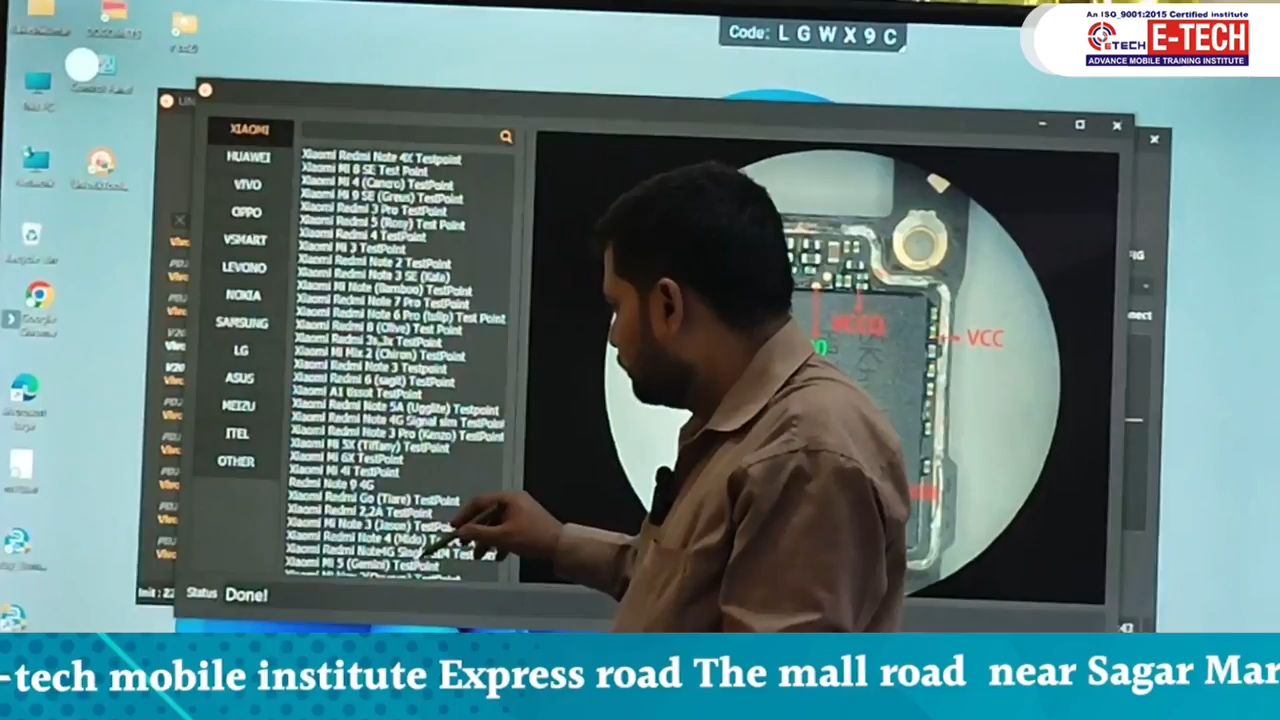 Code: L G W X 9 C
An ISO_9001:2015 Certified institute
ETECH E-TECH
ADVANCE MOBILE TRAINING INSTITUTE
XIAOMI
HUAWEI
VIVO
OPPO
VSMART
LEVONO
NOKIA
SAMSUNG
LG
ASUS
MEIZU
ITEL
OTHER
Xiaomi Redmi Note 4X Testpoint
Xiaomi MI 8 SE Test Point
Xiaomi Mi 4 (Cancro) TestPoint
Xiaomi Mi 9 SE (Greus) TestPoint
Xiaomi Redmi 3 Pro TestPoint
Xiaomi Redmi 5 (Rosy) Test Point
Xiaomi Redmi 4 TestPoint
Xiaomi MI 3 TestPoint
Xiaomi Redmi Note 2 TestPoint
Xiaomi Redmi Note 3 SE (Kate)
Xiaomi Mi Note (Bamboo) TestPoint
Xiaomi Redmi Note 7 Pro TestPoint
Xiaomi Redmi Note 6 Pro (tulip) Test Point
Xiaomi Redmi 8 (Olive) Test Point
Xiaomi Redmi 3s,3x TestPoint
Xiaomi MI Mix 2 (Chiron) TestPoint
Xiaomi Redmi Note 3 Testpoint
Xiaomi Redmi 6 (sagit) TestPoint
Xiaomi A1 tissot TestPoint
Xiaomi Redmi Note 5A (Ugglite) Testpoint
Xiaomi Redmi Note 4G Signal sim TestPoint
Xiaomi Redmi Note 3 Pro (Kenzo) TestPoint
Xiaomi Mi 5X (Tiffany) TestPoint
Xiaomi Mi 6X TestPoint
Xiaomi Mi 4I TestPoint
Redmi Note 9 4G
Xiaomi Redmi Go (Tiare) TestPoint
Xiaomi Redmi 2,2A TestPoint
Xiaomi Mi Note 3 (Jason)
Xiaomi Redmi Note 4 (Mido)
Xiaomi Redmi Note4G
Xiaomi MI 5 (Gemini) TestPoint
VCCQ
VCC
Status Done!
-tech mobile institute Express road The mall road near Sagar Mar